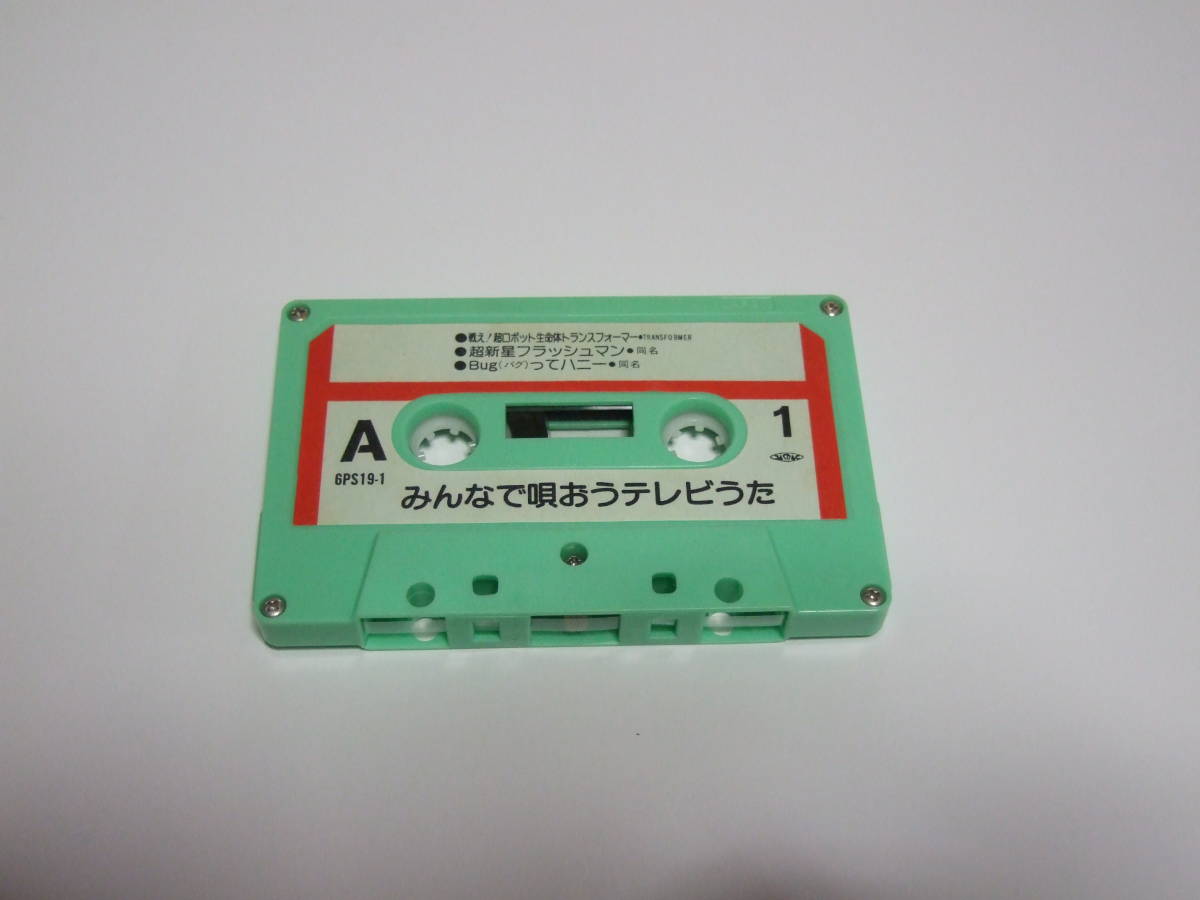 ●戦え！超ロボット生命体トランスフォーマー●TRANSFORMER
●超新星フラッシュマン●同名
●Bug(バグ)ってハニー●同名
A
1
6PS19-1
みんなで唄おうテレビうた